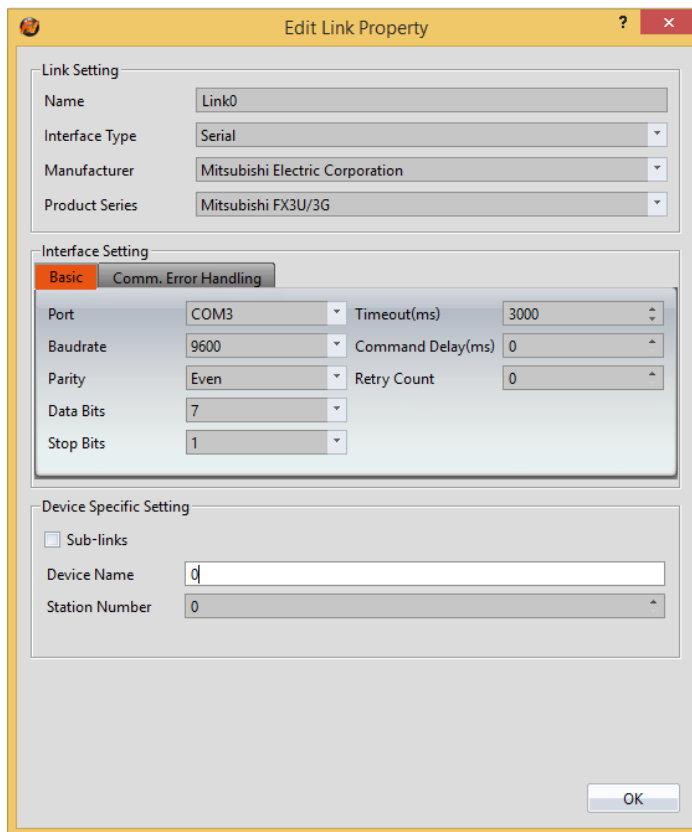 Edit Link Property
?
Link Setting
Name Link0
Interface Type Serial
Manufacturer Mitsubishi Electric Corporation
Product Series Mitsubishi FX3U/3G
Interface Setting
Basic Comm. Error Handling
Port COM3 Timeout(ms) 3000
Baudrate 9600 Command Delay(ms) 0
Parity Even Retry Count 0
Data Bits 7
Stop Bits 1
Device Specific Setting
Sub-links
Device Name 0
Station Number 0
OK